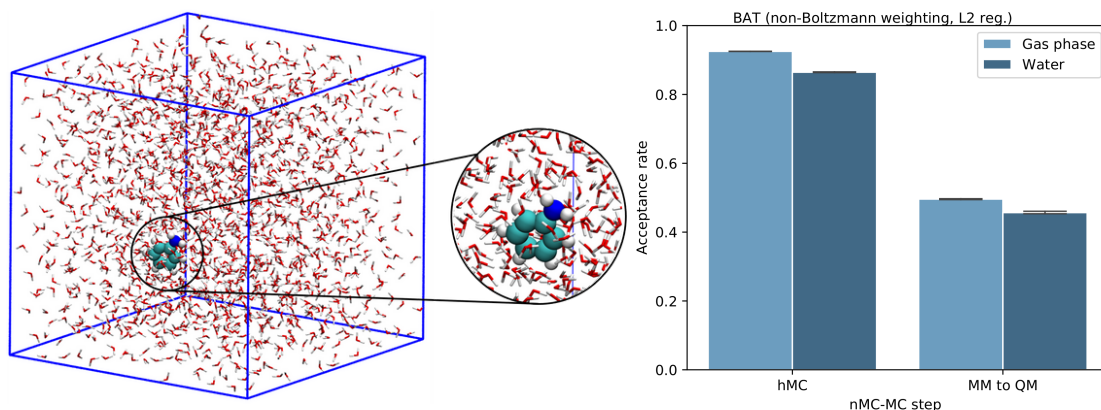 BAT (non-Boltzmann weighting, L2 reg.)
1.0
0.8
0.6
0.4
0.2
0.0
Acceptance rate
Gas phase
Water
hMC
MM to QM
nMC-MC step